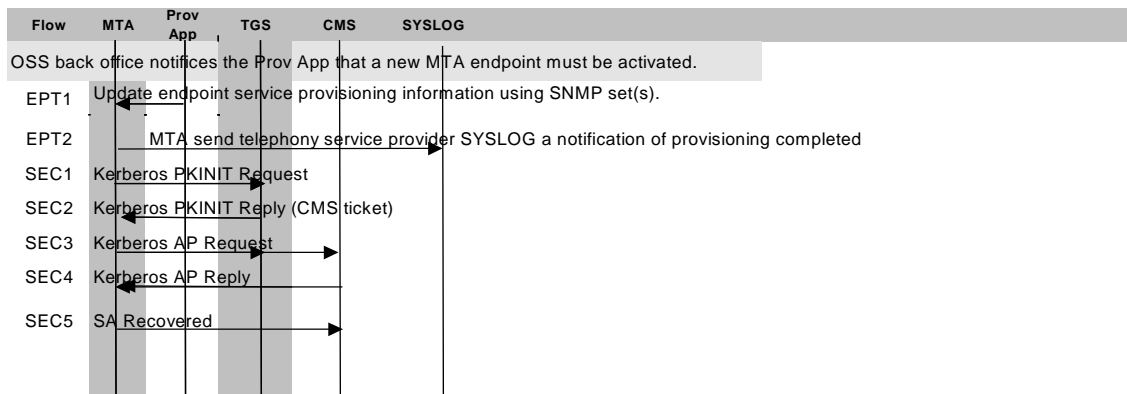 Flow MTA Prov App TGS CMS SYSLOG
OSS back office notifices the Prov App that a new MTA endpoint must be activated.
EPT1 Update endpoint service provisioning information using SNMP set(s).
EPT2 MTA send telephony service provider SYSLOG a notification of provisioning completed
SEC1 Kerberos PKINIT Request
SEC2 Kerberos PKINIT Reply (CMS ticket)
SEC3 Kerberos AP Request
SEC4 Kerberos AP Reply
SEC5 SA Recovered